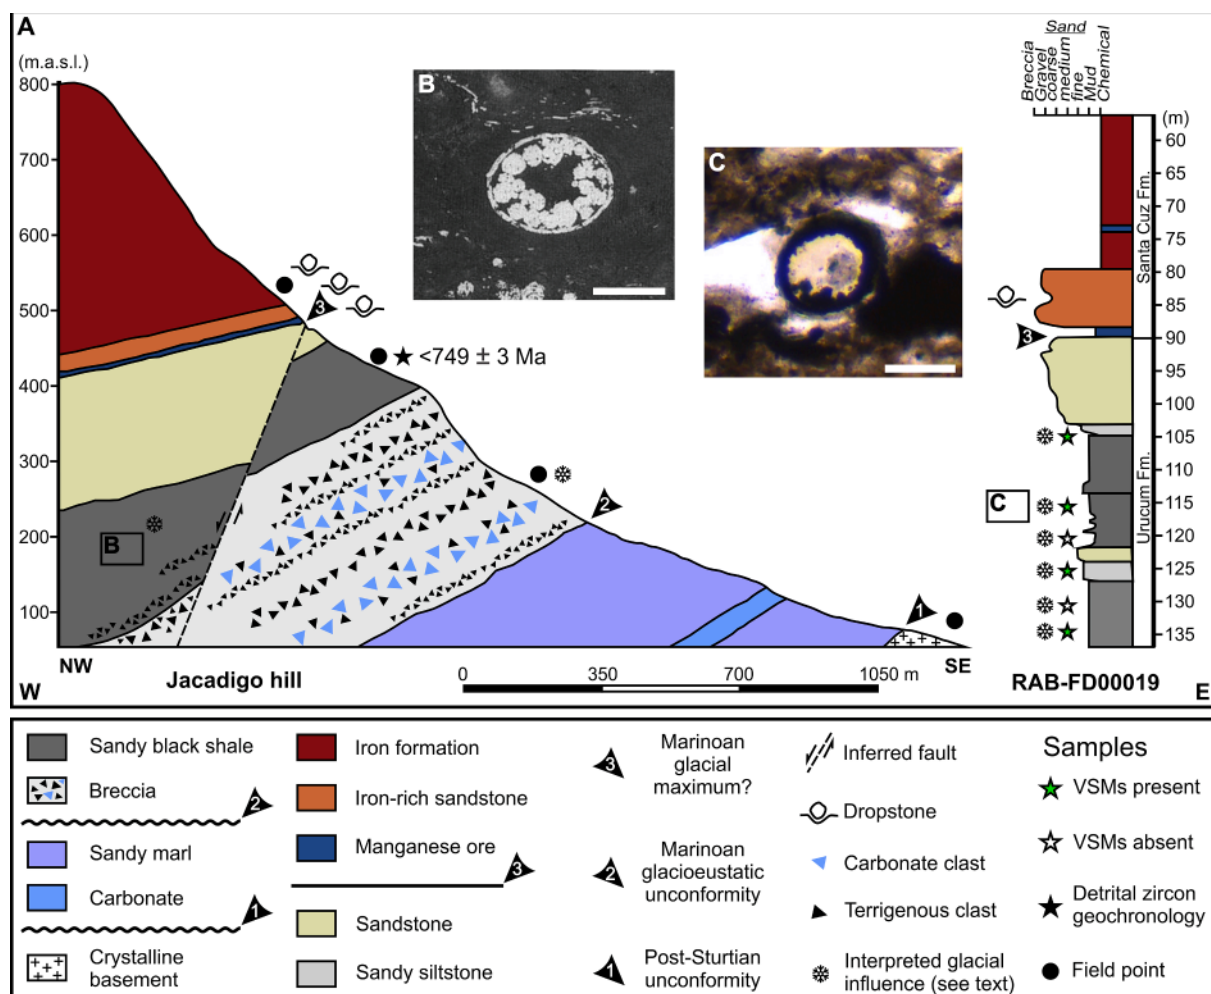 A
(m.a.s.l.)
800
700
600
500
400
300
200
100
B
C
3
<749 ± 3 Ma
2
1
B
NW
SE
W
Jacadigo hill
0
350
700
1050 m
Breccia
Gravel
coarse
Sand
medium
fine
Mud
Chemical
(m)
60
65
70
75
80
85
90
95
100
105
110
115
120
125
130
135
Santa Cuz Fm.
Urucum Fm.
3
C
RAB-FD00019
E
Sandy black shale
Breccia
2
Sandy marl
Carbonate
1
Crystalline
basement
Iron formation
Iron-rich sandstone
Manganese ore
3
Sandstone
Sandy siltstone
3
Marinoan
glacial
maximum?
2
Marinoan
glacioeustatic
unconformity
1
Post-Sturtian
unconformity
Inferred fault
Dropstone
Carbonate clast
Terrigenous clast
Interpreted glacial
influence (see text)
Samples
VSMs present
VSMs absent
Detrital zircon
geochronology
Field point